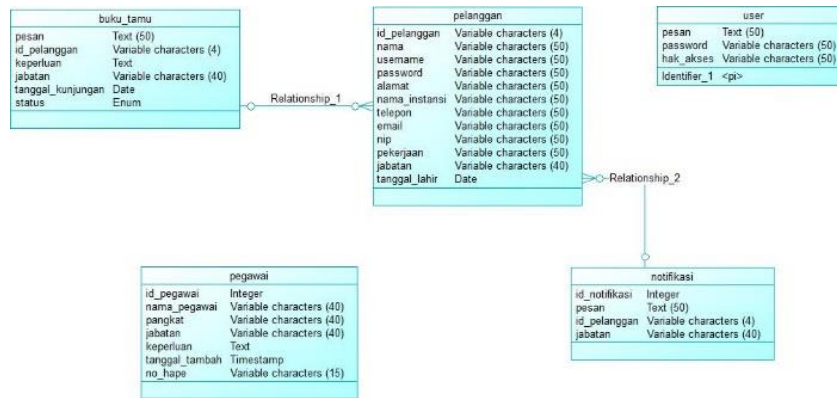 buku_tamu
pesan Text (50)
id_pelanggan Variable characters (4)
keperluan Text
jabatan Variable characters (40)
tanggal_kunjungan Date
status Enum
Relationship_1
pelanggan
id_pelanggan Variable characters (4)
nama Variable characters (50)
username Variable characters (50)
password Variable characters (50)
alamat Variable characters (50)
nama_instansi Variable characters (50)
telepon Variable characters (50)
email Variable characters (50)
nip Variable characters (50)
pekerjaan Variable characters (50)
jabatan Variable characters (40)
tanggal_lahir Date
user
pesan Text (50)
password Variable characters (50)
hak_akses Variable characters (50)
Identifier_1 <pi>
Relationship_2
pegawai
id_pegawai Integer
nama_pegawai Variable characters (40)
pangkat Variable characters (40)
jabatan Variable characters (40)
keperluan Text
tanggal_tambah Timestamp
no_hape Variable characters (15)
notifikasi
id_notifikasi Integer
pesan Text (50)
id_pelanggan Variable characters (4)
jabatan Variable characters (40)